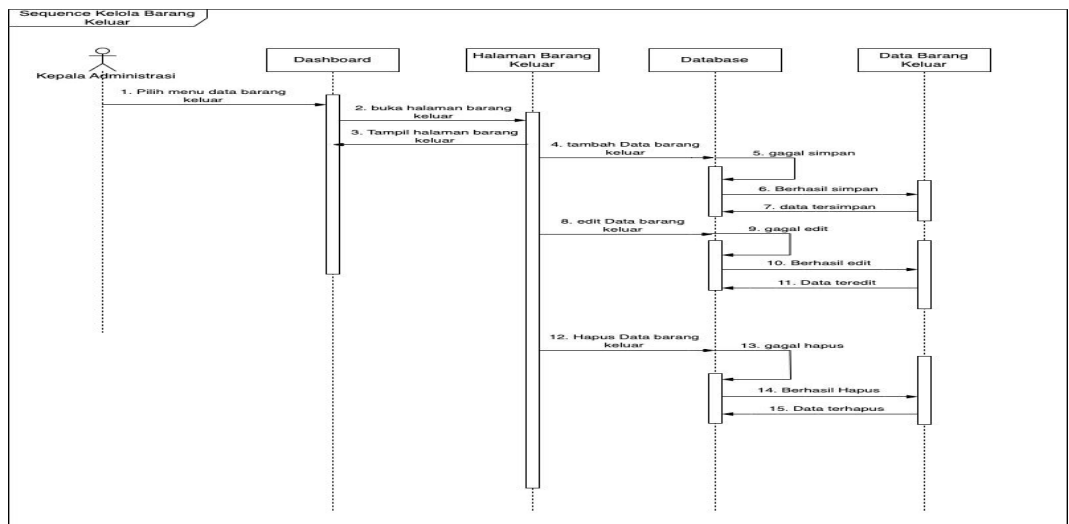 Sequence Kelola Barang
Keluar
Kepala Administrasi
Dashboard
Halaman Barang
Keluar
Database
Data Barang
Keluar
1. Pilih menu data barang
keluar
2. buka halaman barang
keluar
3. Tampil halaman barang
keluar
4. tambah Data barang
keluar
5. gagal simpan
6. Berhasil simpan
7. data tersimpan
8. edit Data barang
keluar
9. gagal edit
10. Berhasil edit
11. Data teredit
12. Hapus Data barang
keluar
13. gagal hapus
14. Berhasil Hapus
15. Data terhapus